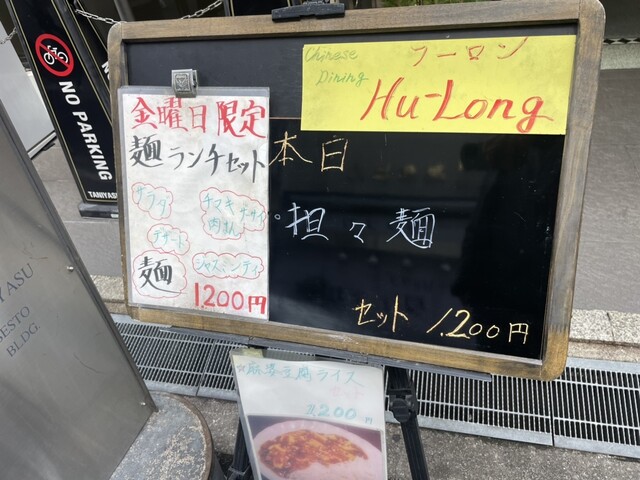 NO PARKING
TANIYASU
YASU
SESTO
BLDG.
Chinese
Dining
フーロン
Hu-Long
金曜日限定
麺ランチセット
サラダ
チマキ ザーサイ
肉まん
デザート
麺
ジャスミンティ
1.200円
本日
担々麺
セット 1.200円
☆麻婆豆腐ライス
1,200円